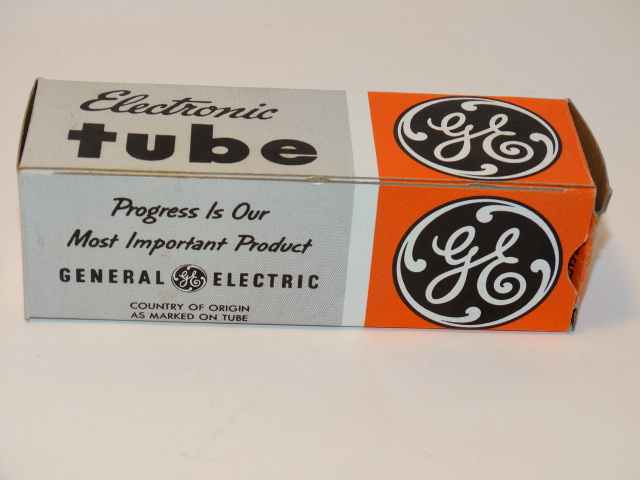 Electronic
tube
GE
Progress Is Our
Most Important Product
GENERAL GE ELECTRIC
COUNTRY OF ORIGIN
AS MARKED ON TUBE
GE